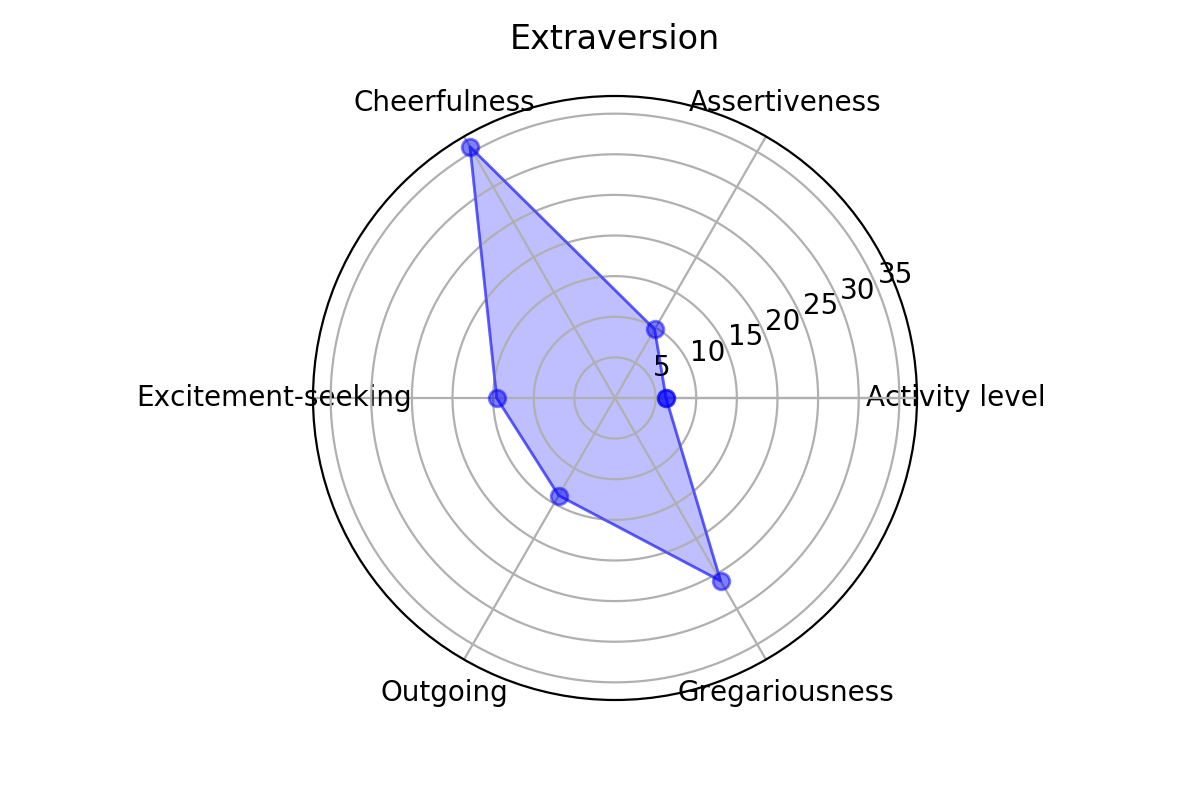 Extraversion
Cheerfulness
Assertiveness
35
30
25
20
15
10
5
Excitement-seeking
Activity level
Outgoing
Gregariousness